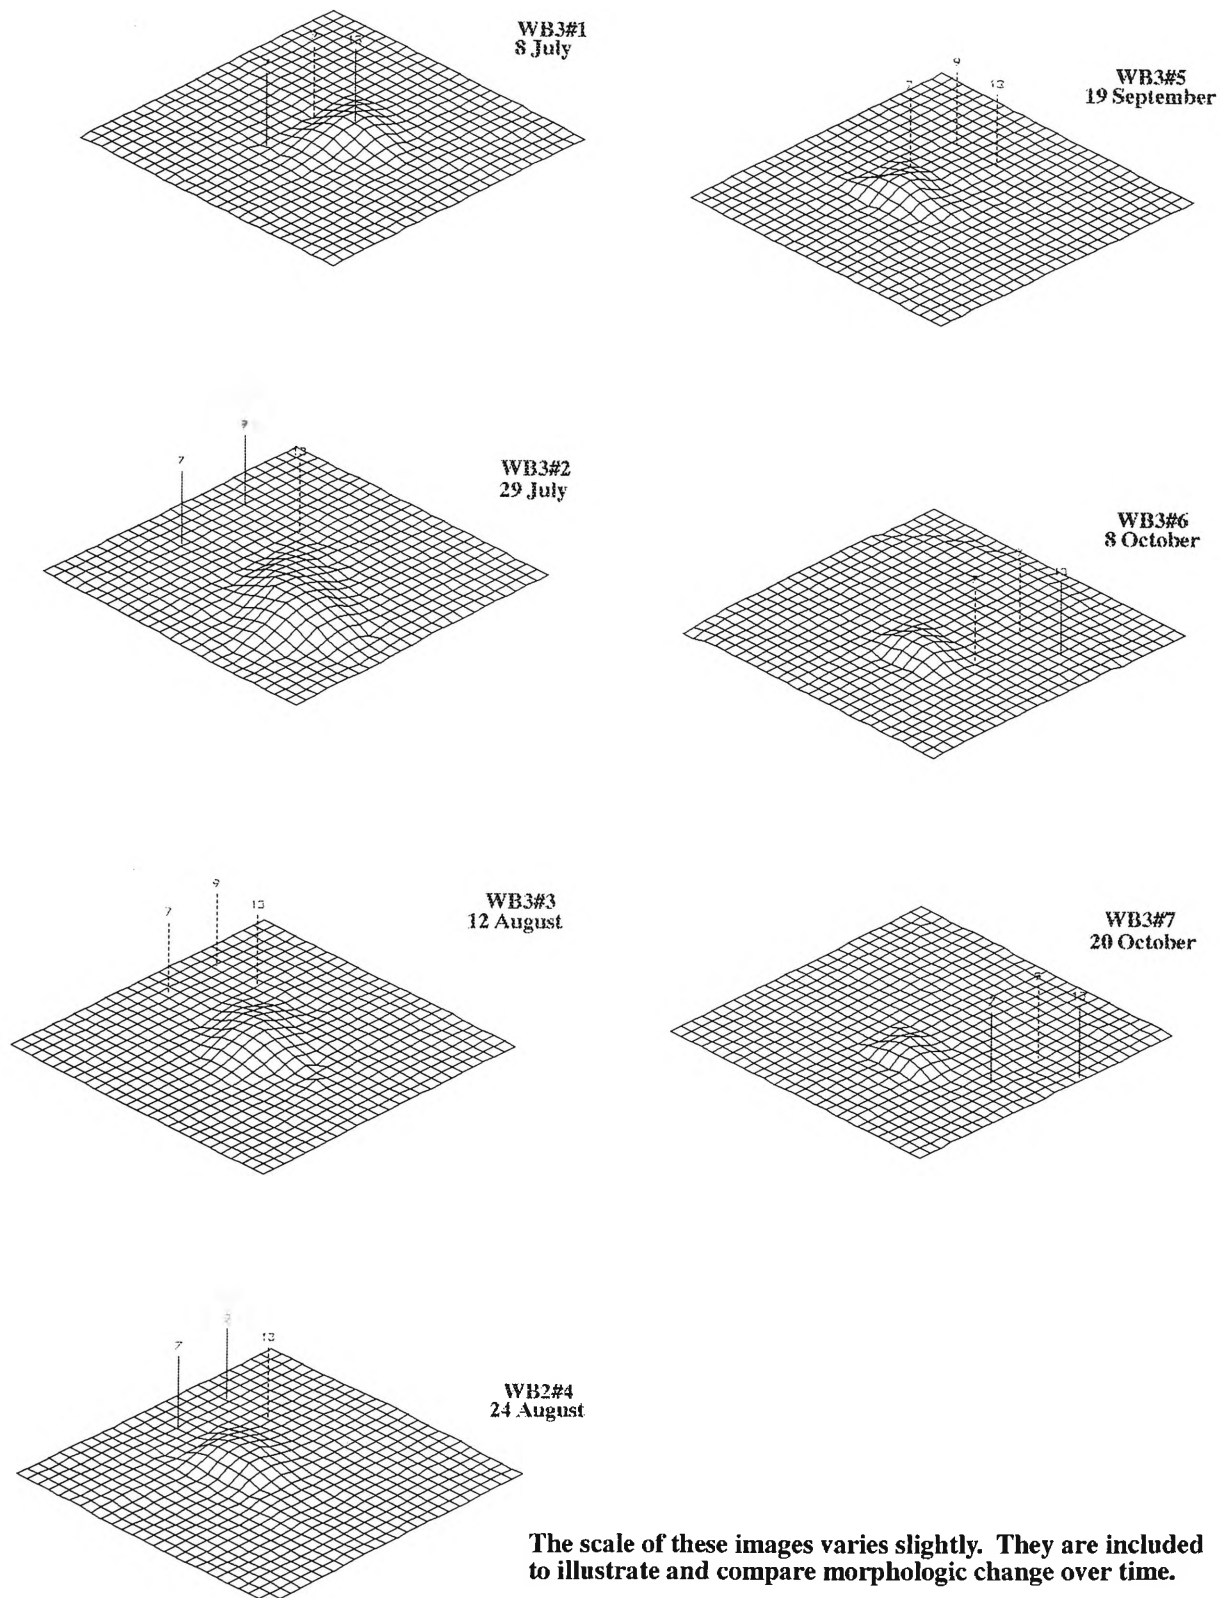 WB3#1
8 July
WB3#5
19 September
9
7
13
WB3#2
29 July
9
7
13
WB3#6
8 October
13
WB3#3
12 August
9
7
13
WB3#7
20 October
7
13
WB2#4
24 August
7
13
The scale of these images varies slightly. They are included
to illustrate and compare morphologic change over time.